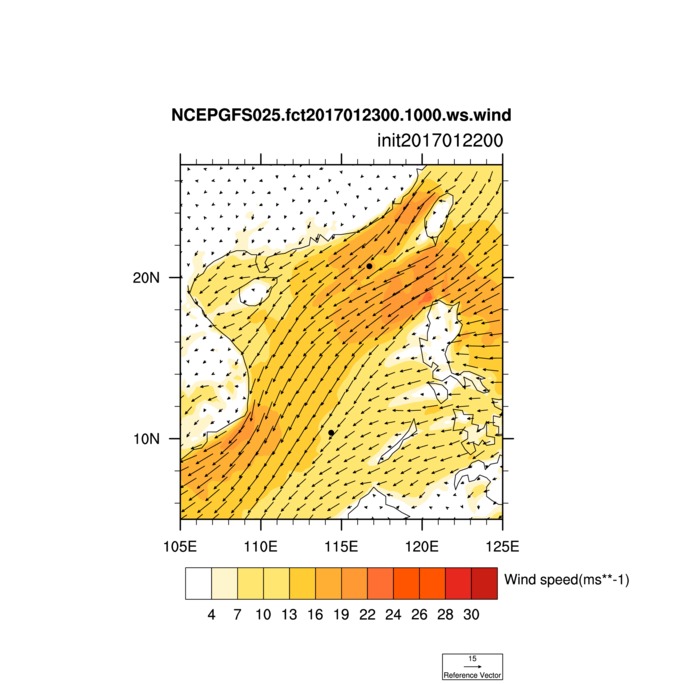 NCEPGFS025.fct2017012300.1000.ws.wind
init2017012200
20N
10N
105E 110E 115E 120E 125E
Wind speed(ms**-1)
4 7 10 13 16 19 22 24 26 28 30
15
Reference Vector